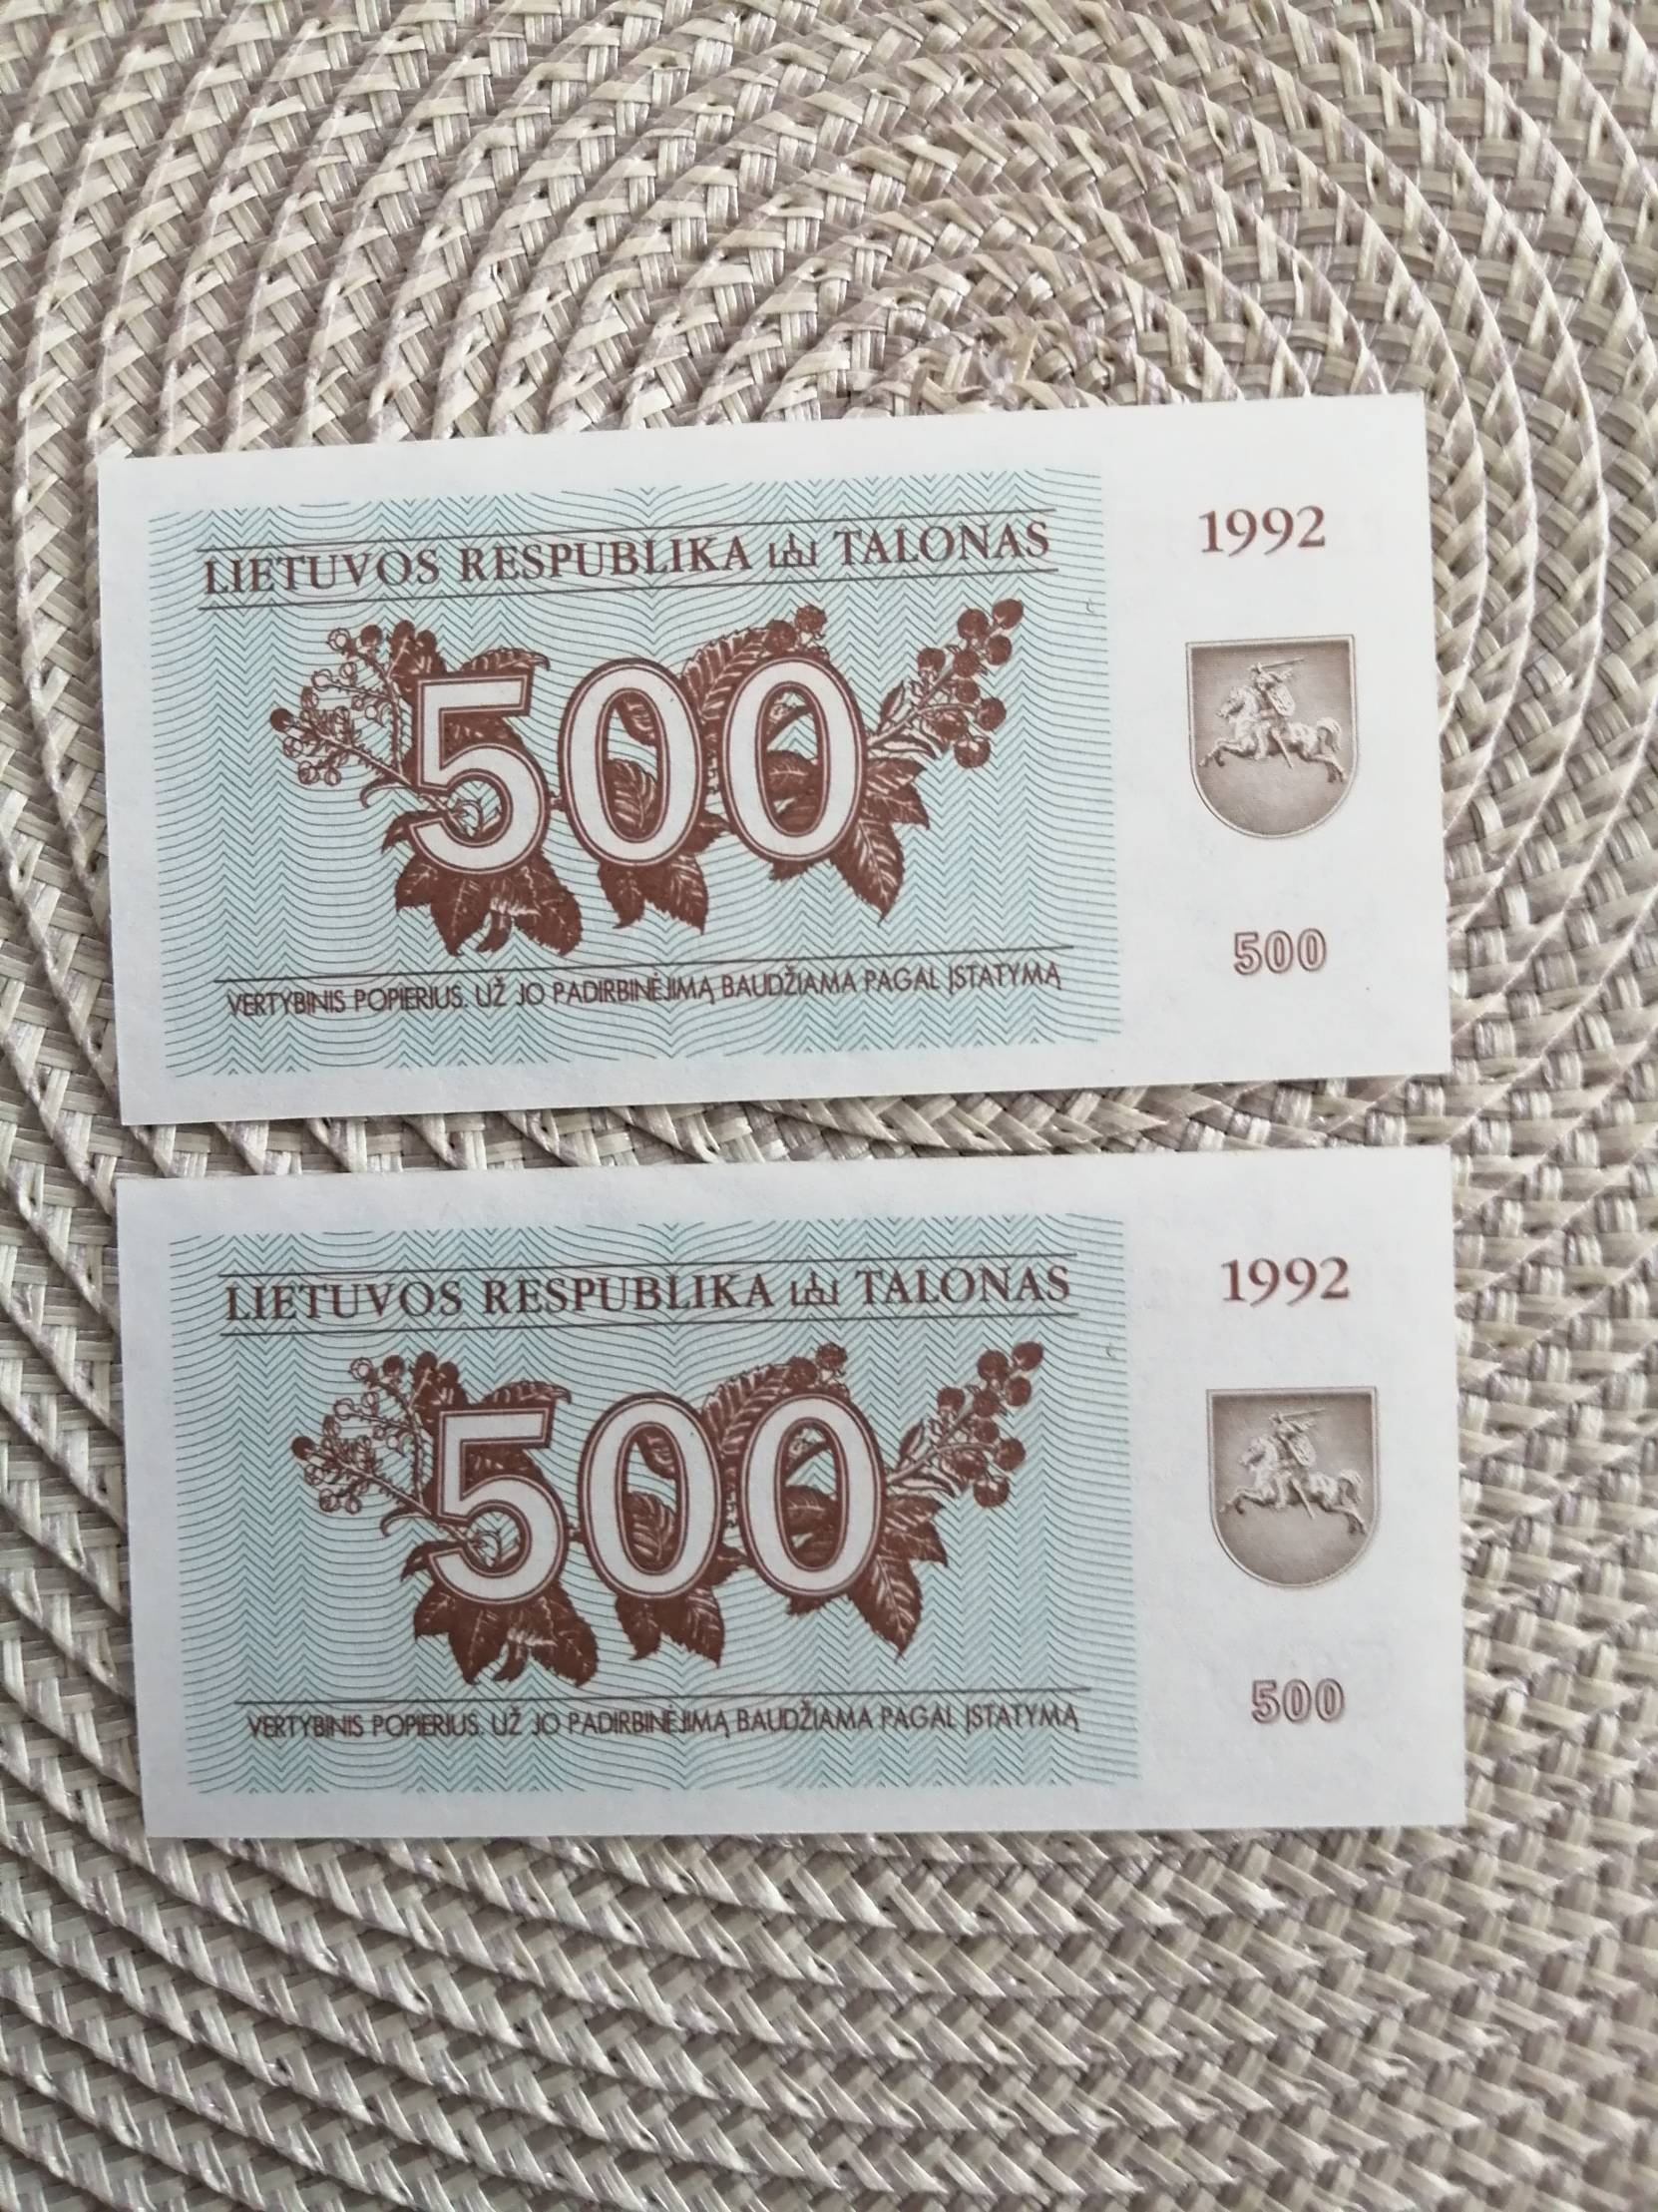 LIETUVOS RESPUBLIKA TALONAS
1992
500
500
VERTYBINIS POPIERIUS. UŽ JO PADIRBINĖJIMĄ BAUDŽIAMA PAGAL ĮSTATYMĄ
LIETUVOS RESPUBLIKA TALONAS
1992
500
500
VERTYBINIS POPIERIUS. UŽ JO PADIRBINĖJIMĄ BAUDŽIAMA PAGAL ĮSTATYMĄ